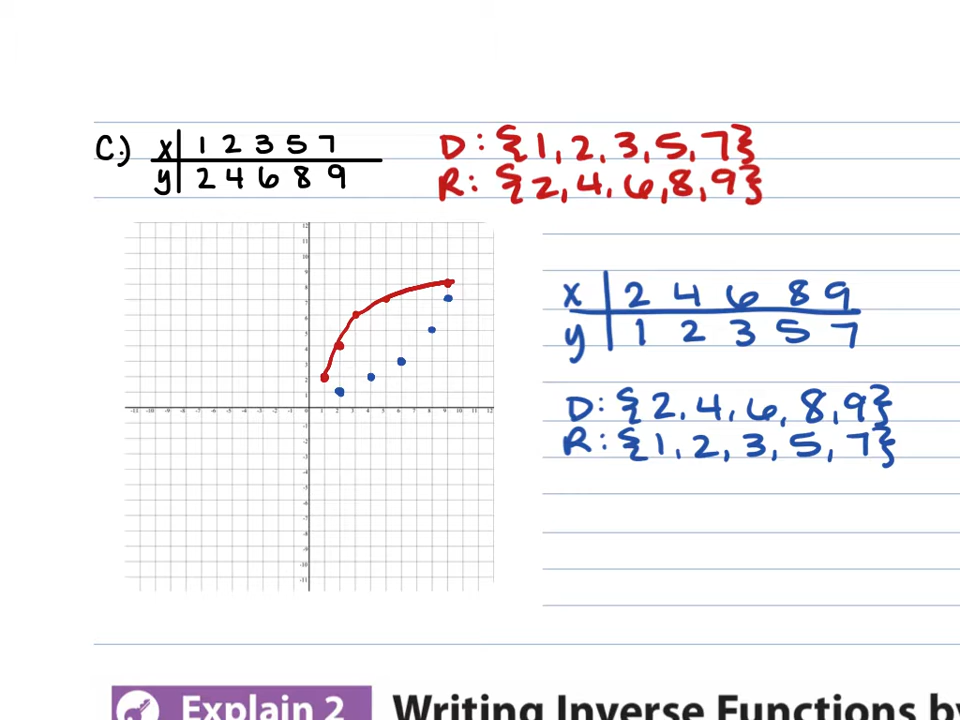 C.) x 1 2 3 5 7
y 2 4 6 8 9
D: {1, 2, 3, 5, 7}
R: {2, 4, 6, 8, 9}
x 2 4 6 8 9
y 1 2 3 5 7
D: {2, 4, 6, 8, 9}
R: {1, 2, 3, 5, 7}
Explain 2 Writing Inverse Functions by